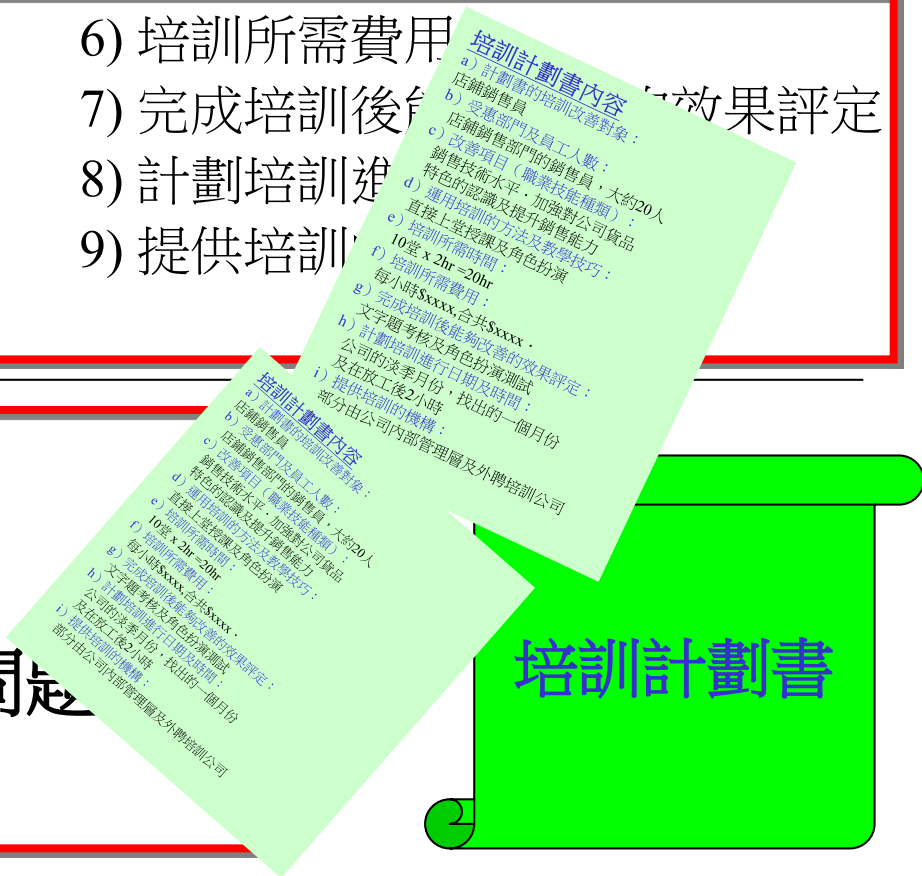 6) 培訓所需費用
7) 完成培訓後 效果評定
8) 計劃培訓進
9) 提供培訓
培訓計劃書內容
a) 計劃書的培訓改善對象：
店鋪銷售員
b) 受惠部門及員工人數：
店鋪銷售部門的銷售員，大約20人
c) 改善項目（職業技能種類）：
銷售技術水平．加強對公司貨品
特色的認識及提升銷售能力
d) 運用培訓的方法及教學技巧：
直接上堂授課及角色扮演
e) 培訓所需時間：
10堂 x 2hr =20hr
f) 培訓所需費用：
每小時$xxxx,合共$xxxx．
g) 完成培訓後能夠改善的效果評定：
文字題考核及角色扮演測試
h) 計劃培訓進行日期及時間：
公司的淡季月份，找出的一個月份
及在放工後2小時
i) 提供培訓的機構：
部分由公司內部管理層及外聘培訓公司
培訓計劃書內容
a) 計劃書的培訓改善對象：
店鋪銷售員
b) 受惠部門及員工人數：
店鋪銷售部門的銷售員，大約20人
c) 改善項目（職業技能種類）：
銷售技術水平．加強對公司貨品
特色的認識及提升銷售能力
d) 運用培訓的方法及教學技巧：
直接上堂授課及角色扮演
e) 培訓所需時間：
10堂 x 2hr =20hr
f) 培訓所需費用：
每小時$xxxx,合共$xxxx．
g) 完成培訓後能夠改善的效果評定：
文字題考核及角色扮演測試
h) 計劃培訓進行日期及時間：
公司的淡季月份，找出的一個月份
及在放工後2小時
i) 提供培訓的機構：
部分由公司內部管理層及外聘培訓公司
問題
培訓計劃書